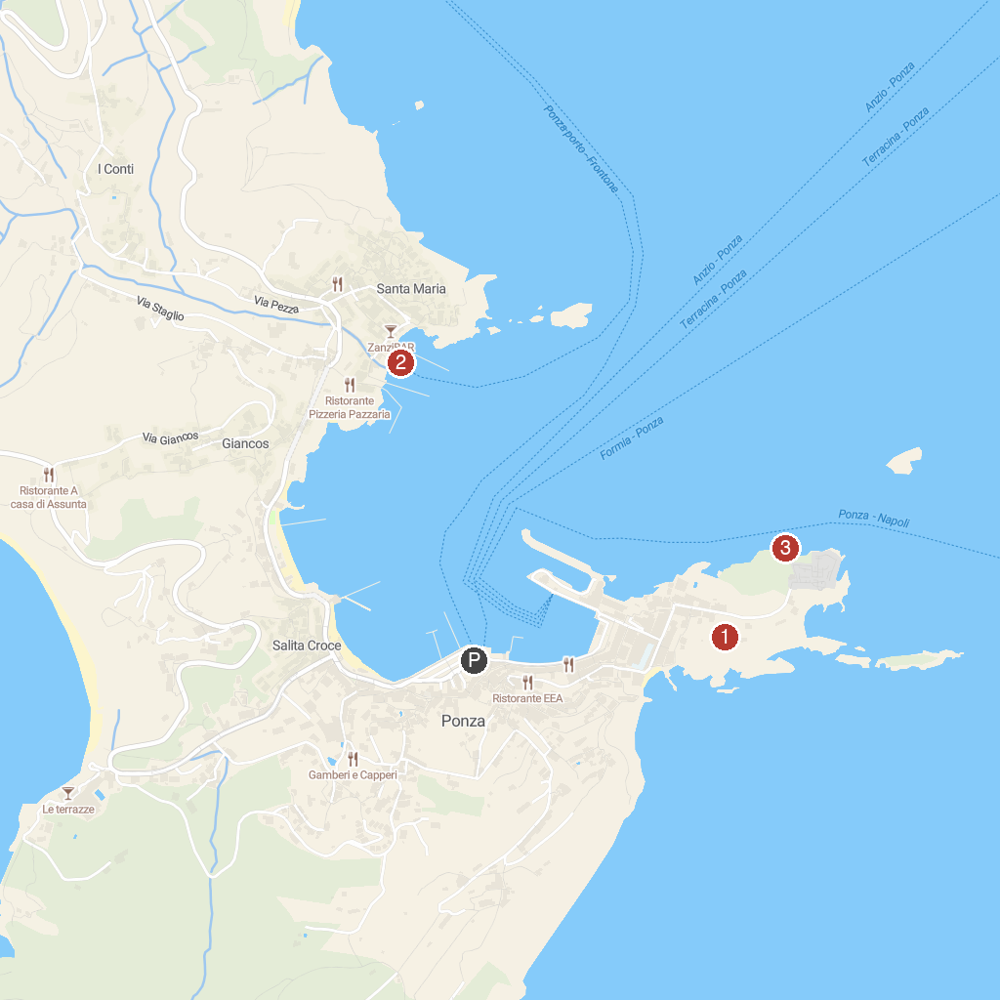 Anzio - Ponza
Ponza porto - Frontone
Terracina - Ponza
I Conti
Anzio - Ponza
Santa Maria
Terracina - Ponza
Via Pezza
Via Staglio
ZanziBAR
2
Ristorante
Pizzeria Pazzaria
Via Giancos
Giancos
Formia - Ponza
Ristorante A
casa di Assunta
Ponza - Napoli
3
1
Salita Croce
P
Ristorante EEA
Ponza
Gamberi e Capperi
Le terrazze